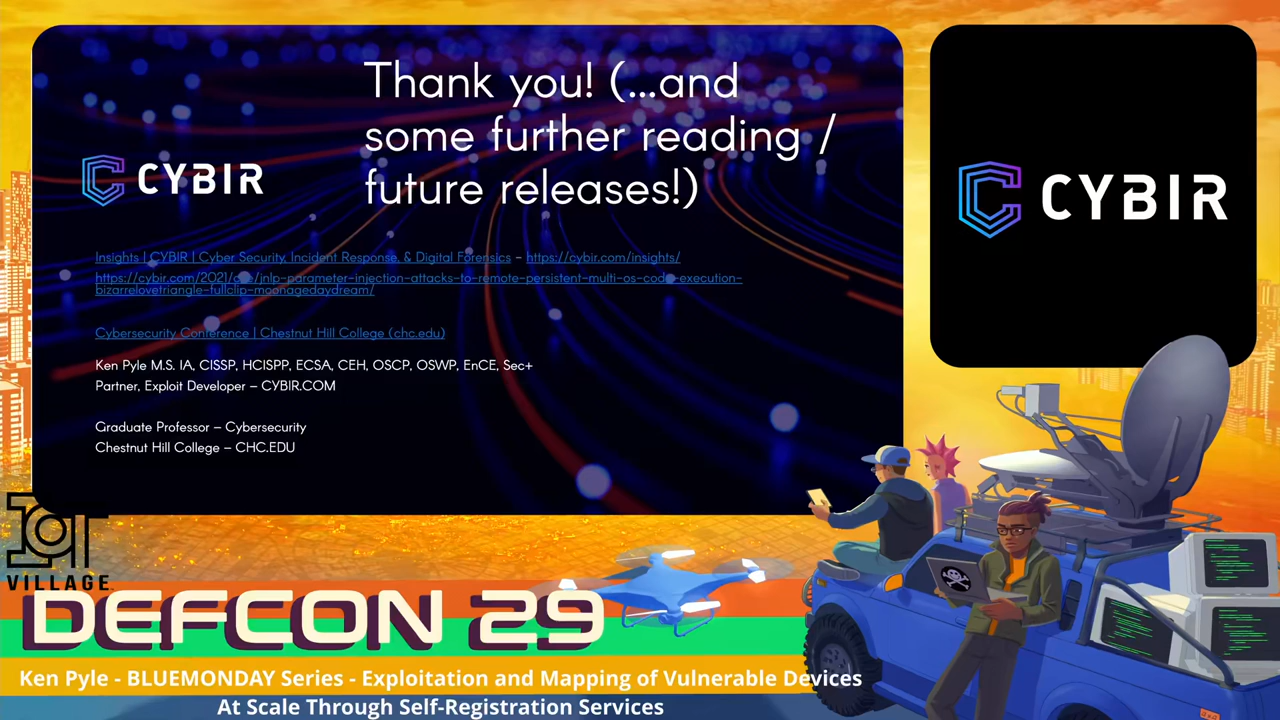 Thank you! (...and
some further reading /
future releases!)
CYBIR
CYBIR
Insights | CYBIR | Cyber Security, Incident Response, & Digital Forensics - https://cybir.com/insights/
https://cybir.com/2021/cve/jnlp-parameter-injection-attacks-to-remote-persistent-multi-os-code-execution-
bizarrelovetriangle-fullclip-moonagedaydream/
Cybersecurity Conference | Chestnut Hill College (chc.edu)
Ken Pyle M.S. IA, CISSP, HCISPP, ECSA, CEH, OSCP, OSWP, EnCE, Sec+
Partner, Exploit Developer – CYBIR.COM
Graduate Professor – Cybersecurity
Chestnut Hill College – CHC.EDU
IOT
VILLAGE
DEFCON 29
Ken Pyle - BLUEMONDAY Series - Exploitation and Mapping of Vulnerable Devices
At Scale Through Self-Registration Services